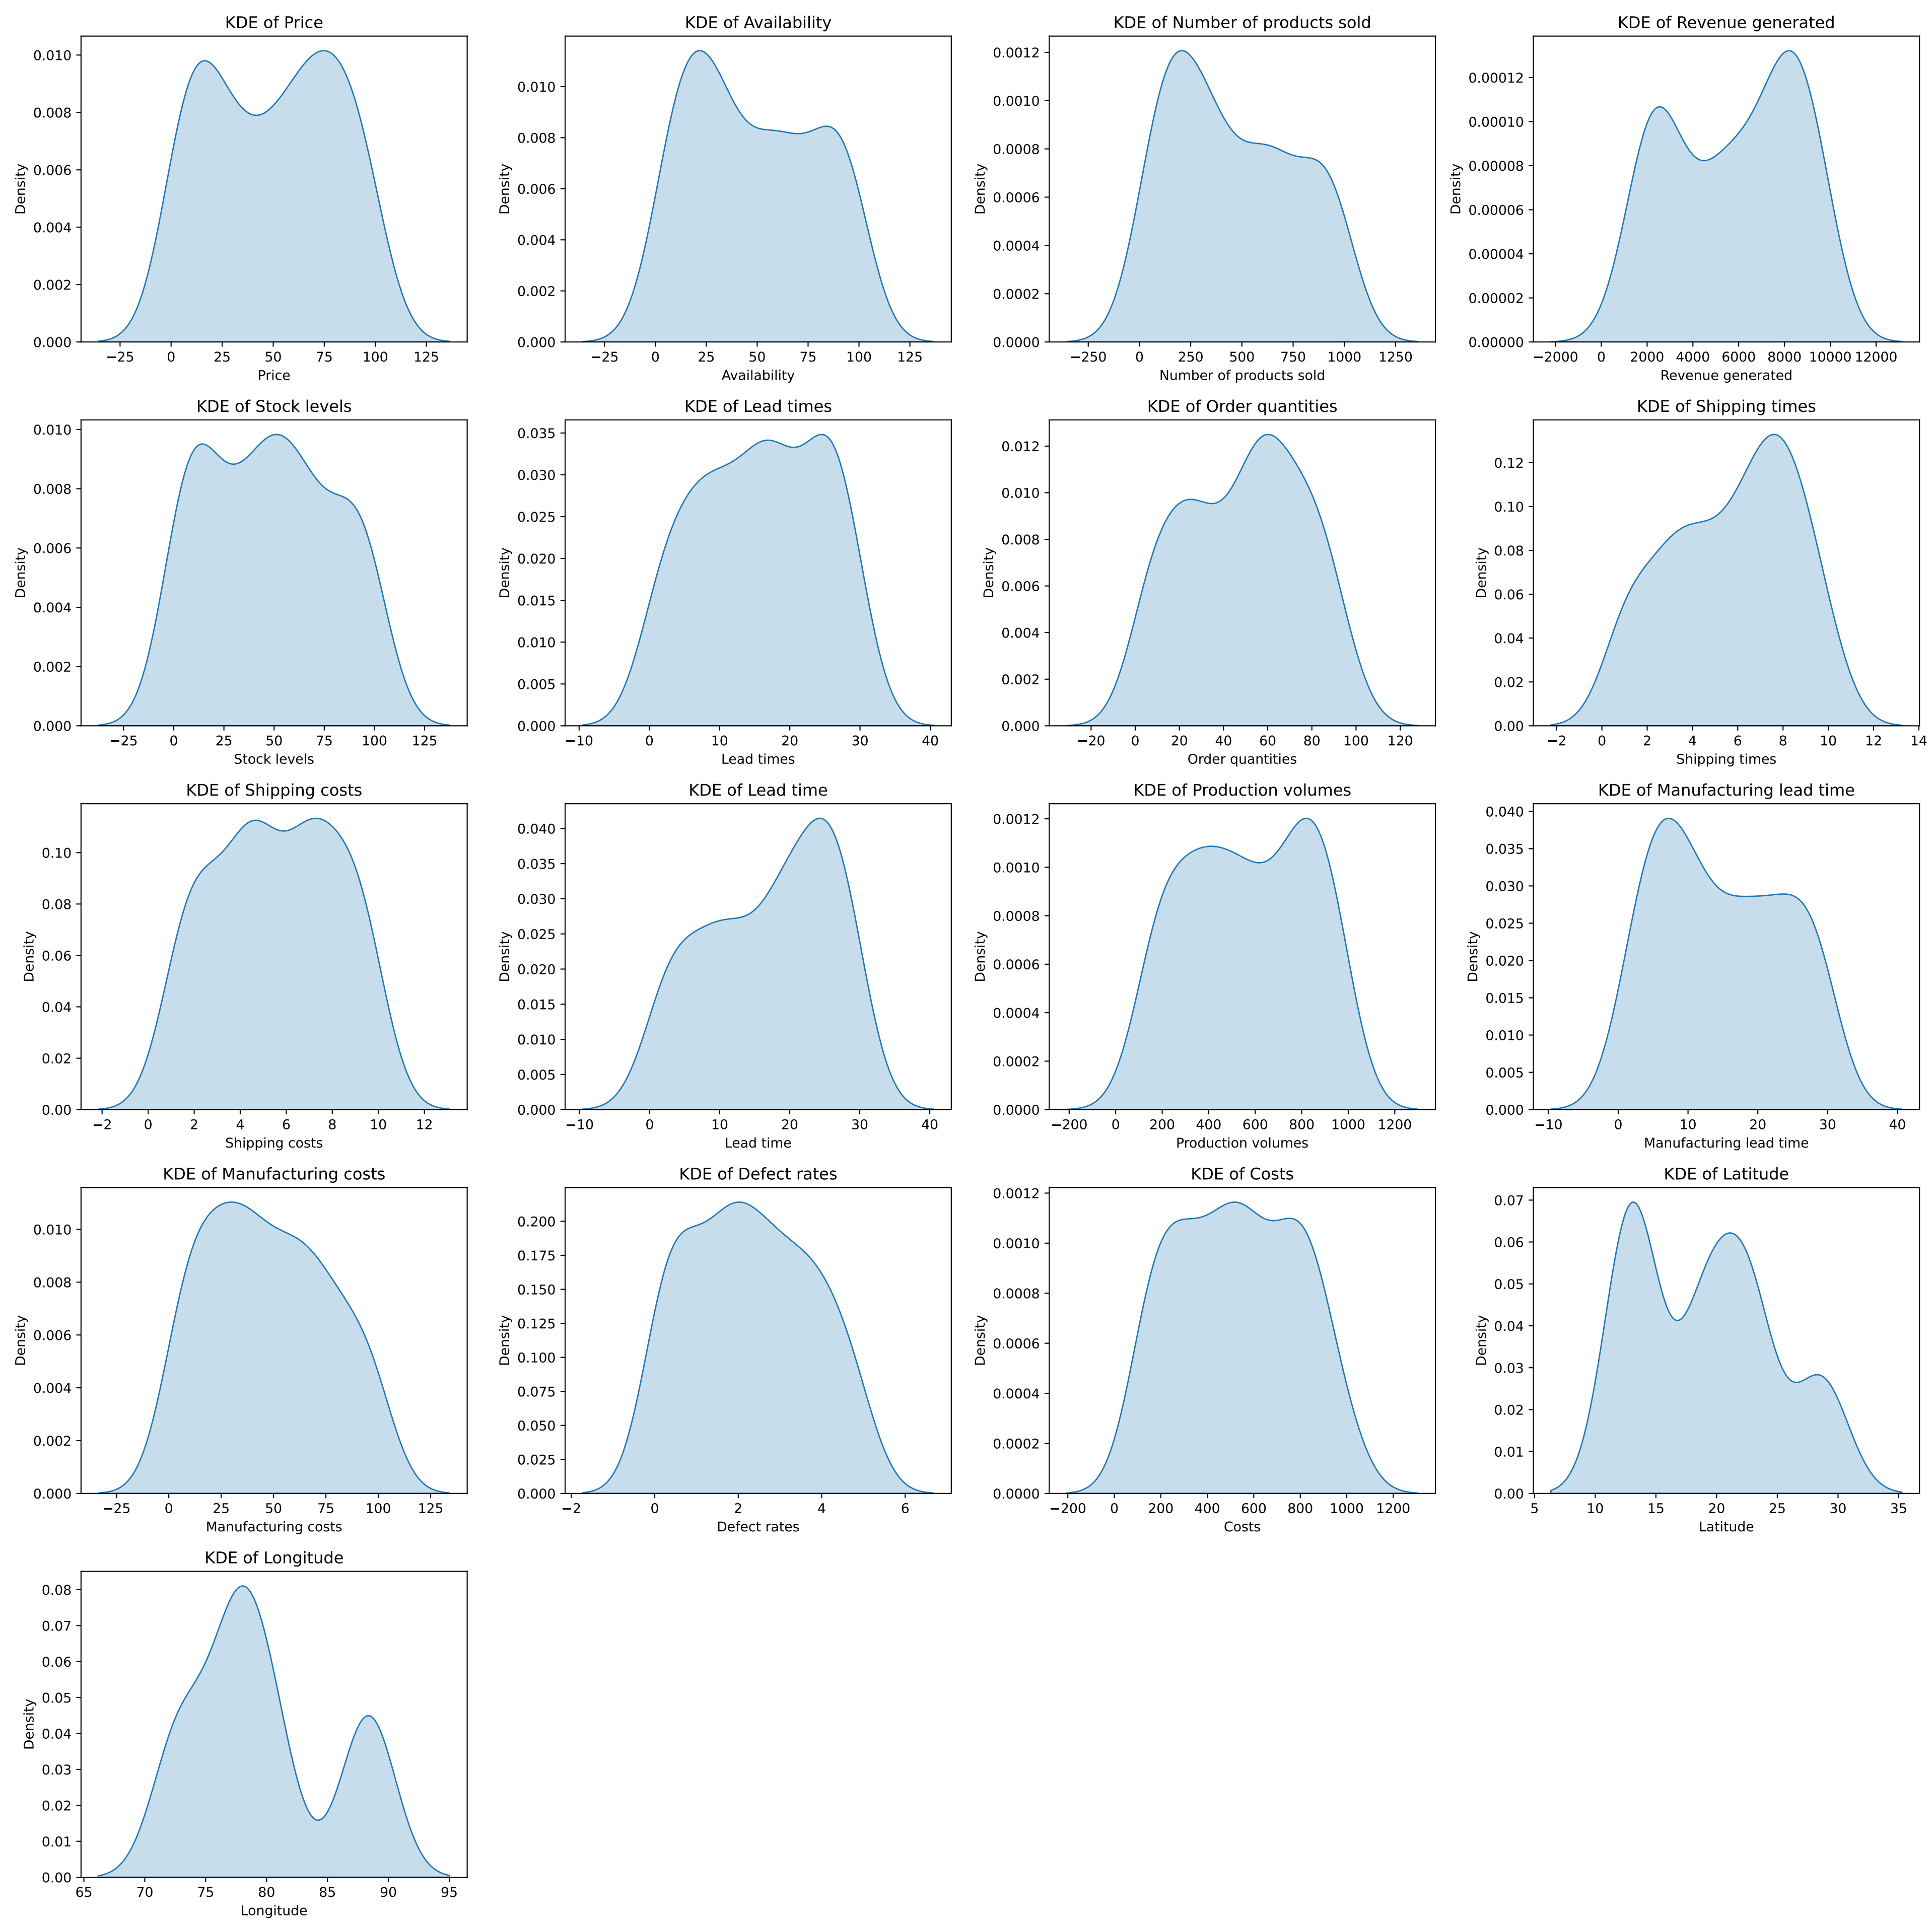 KDE of Price
0.010
0.008
0.006
0.004
0.002
0.000
Density
−25 0 25 50 75 100 125
Price
KDE of Availability
0.010
0.008
0.006
0.004
0.002
0.000
Density
−25 0 25 50 75 100 125
Availability
KDE of Number of products sold
0.0012
0.0010
0.0008
0.0006
0.0004
0.0002
0.0000
Density
−250 0 250 500 750 1000 1250
Number of products sold
KDE of Revenue generated
0.00012
0.00010
0.00008
0.00006
0.00004
0.00002
0.00000
Density
−2000 0 2000 4000 6000 8000 10000 12000
Revenue generated
KDE of Stock levels
0.010
0.008
0.006
0.004
0.002
0.000
Density
−25 0 25 50 75 100 125
Stock levels
KDE of Lead times
0.035
0.030
0.025
0.020
0.015
0.010
0.005
0.000
Density
−10 0 10 20 30 40
Lead times
KDE of Order quantities
0.012
0.010
0.008
0.006
0.004
0.002
0.000
Density
−20 0 20 40 60 80 100 120
Order quantities
KDE of Shipping times
0.12
0.10
0.08
0.06
0.04
0.02
0.00
Density
−2 0 2 4 6 8 10 12 14
Shipping times
KDE of Shipping costs
0.10
0.08
0.06
0.04
0.02
0.00
Density
−2 0 2 4 6 8 10 12
Shipping costs
KDE of Lead time
0.040
0.035
0.030
0.025
0.020
0.015
0.010
0.005
0.000
Density
−10 0 10 20 30 40
Lead time
KDE of Production volumes
0.0012
0.0010
0.0008
0.0006
0.0004
0.0002
0.0000
Density
−200 0 200 400 600 800 1000 1200
Production volumes
KDE of Manufacturing lead time
0.040
0.035
0.030
0.025
0.020
0.015
0.010
0.005
0.000
Density
−10 0 10 20 30 40
Manufacturing lead time
KDE of Manufacturing costs
0.010
0.008
0.006
0.004
0.002
0.000
Density
−25 0 25 50 75 100 125
Manufacturing costs
KDE of Defect rates
0.200
0.175
0.150
0.125
0.100
0.075
0.050
0.025
0.000
Density
−2 0 2 4 6
Defect rates
KDE of Costs
0.0012
0.0010
0.0008
0.0006
0.0004
0.0002
0.0000
Density
−200 0 200 400 600 800 1000 1200
Costs
KDE of Latitude
0.07
0.06
0.05
0.04
0.03
0.02
0.01
0.00
Density
5 10 15 20 25 30 35
Latitude
KDE of Longitude
0.08
0.07
0.06
0.05
0.04
0.03
0.02
0.01
0.00
Density
65 70 75 80 85 90 95
Longitude